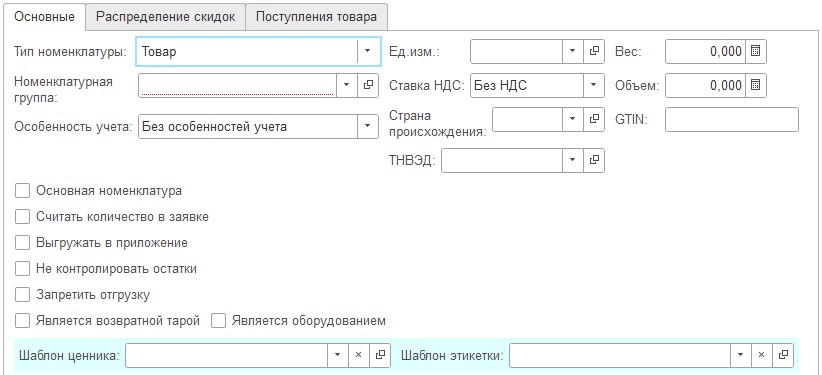 Основные Распределение скидок Поступления товара
Тип номенклатуры: Товар Ед.изм.: Вес: 0,000
Номенклатурная группа: Ставка НДС: Без НДС Объем: 0,000
Особенность учета: Без особенностей учета Страна происхождения: GTIN:
ТНВЭД:
Основная номенклатура
Считать количество в заявке
Выгружать в приложение
Не контролировать остатки
Запретить отгрузку
Является возвратной тарой Является оборудованием
Шаблон ценника: Шаблон этикетки: